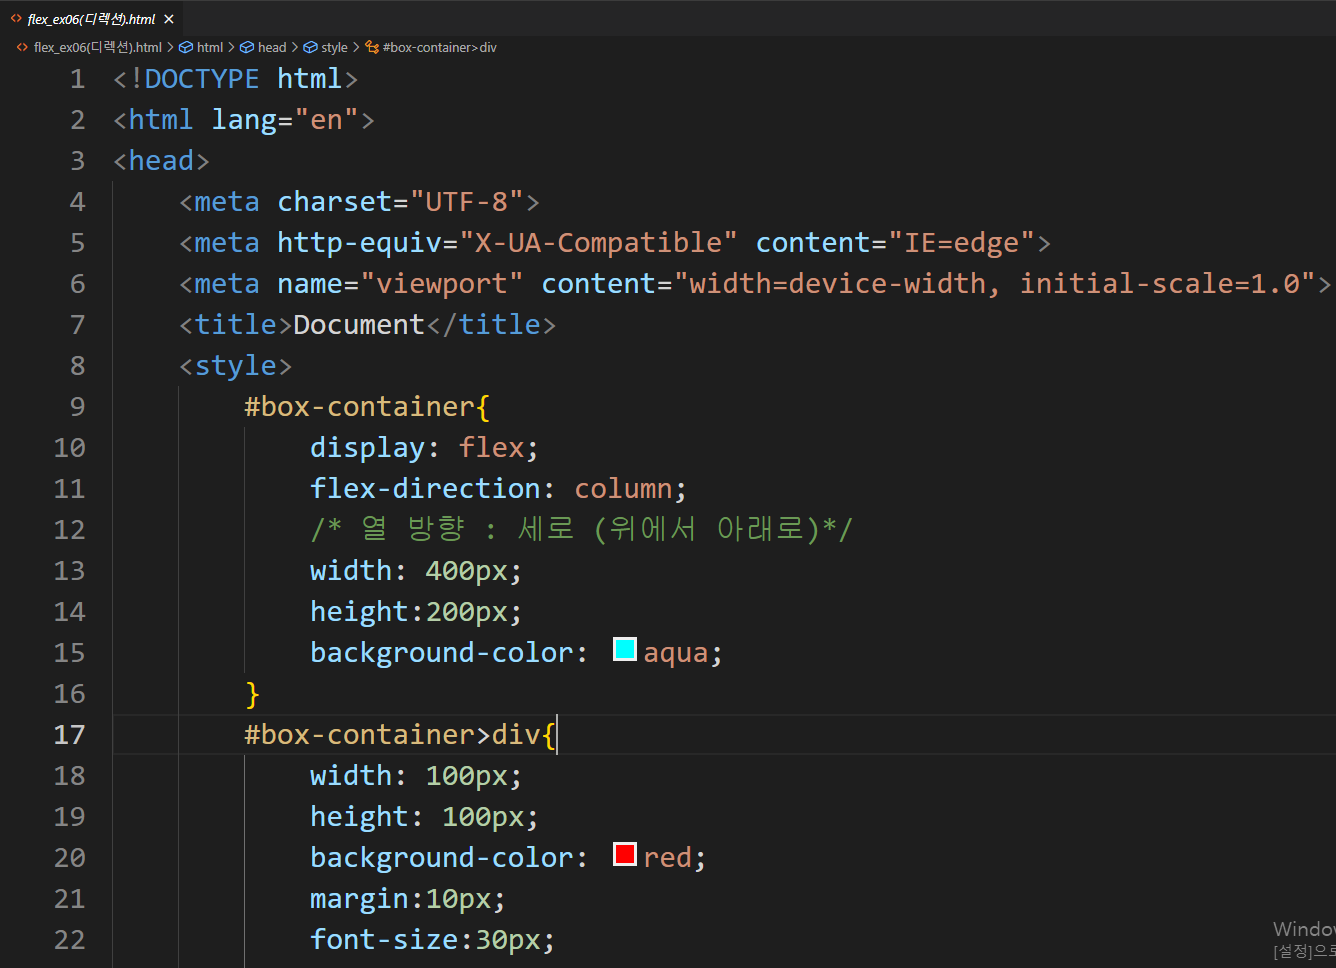 flex_ex06(디렉션).html
flex_ex06(디렉션).html > html > head > style > #box-container>div
1 <!DOCTYPE html>
2 <html lang="en">
3 <head>
4 <meta charset="UTF-8">
5 <meta http-equiv="X-UA-Compatible" content="IE=edge">
6 <meta name="viewport" content="width=device-width, initial-scale=1.0">
7 <title>Document</title>
8 <style>
9 #box-container{
10 display: flex;
11 flex-direction: column;
12 /* 열 방향 : 세로 (위에서 아래로)*/
13 width: 400px;
14 height:200px;
15 background-color: aqua;
16 }
17 #box-container>div{
18 width: 100px;
19 height: 100px;
20 background-color: red;
21 margin:10px;
22 font-size:30px;
[설정]으로